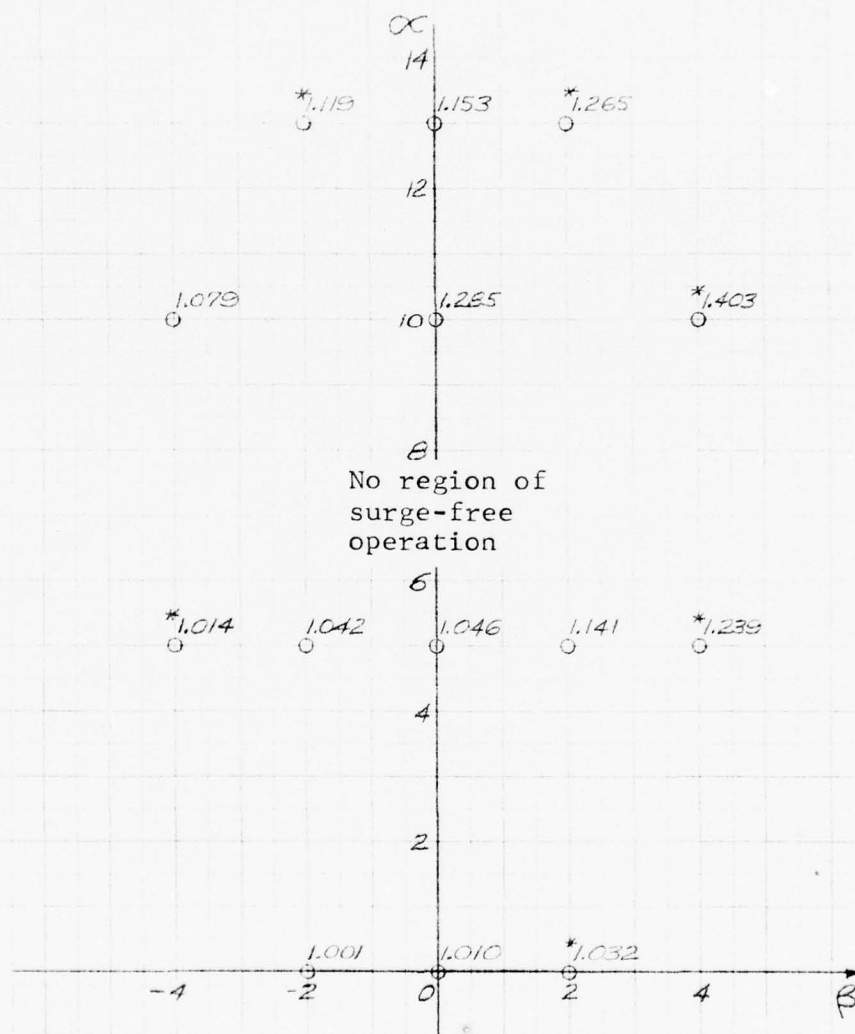 α
14
*1.119 1.153 *1.265
12
1.079 1.285 *1.403
10
8
No region of
surge-free
operation
6
*1.014 1.042 1.046 1.141 *1.239
4
2
1.001 1.010 *1.032
-4 -2 0 2 4 β